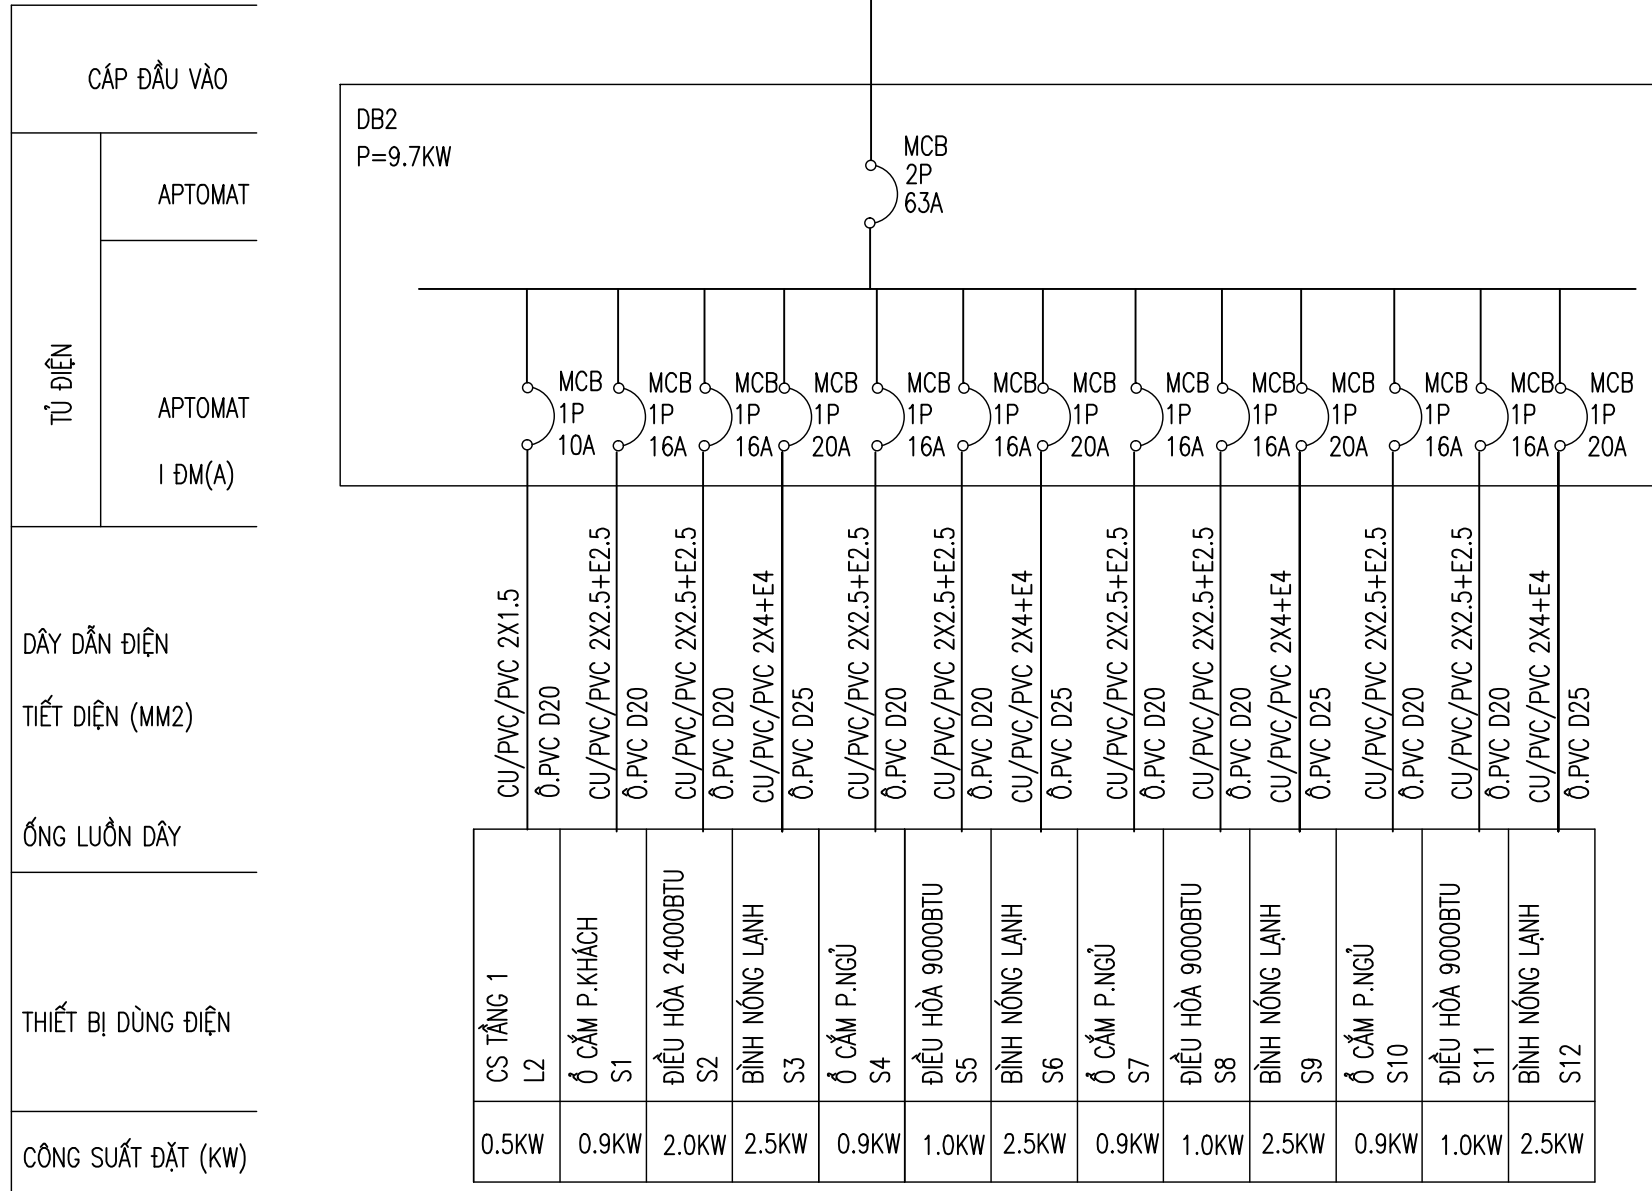 CÁP ĐẦU VÀO
DB2
P=9.7KW
MCB
2P
63A
APTOMAT
TỦ ĐIỆN
APTOMAT
I ĐM(A)
MCB
1P
10A
MCB
1P
16A
MCB
1P
16A
MCB
1P
20A
MCB
1P
16A
MCB
1P
16A
MCB
1P
20A
MCB
1P
16A
MCB
1P
16A
MCB
1P
20A
MCB
1P
16A
MCB
1P
16A
MCB
1P
20A
DÂY DẪN ĐIỆN
TIẾT DIỆN (MM2)
ỐNG LUỒN DÂY
CU/PVC/PVC 2X1.5
Ô.PVC D20
CU/PVC/PVC 2X2.5+E2.5
Ô.PVC D20
CU/PVC/PVC 2X2.5+E2.5
Ô.PVC D20
CU/PVC/PVC 2X4+E4
Ô.PVC D25
CU/PVC/PVC 2X2.5+E2.5
Ô.PVC D20
CU/PVC/PVC 2X2.5+E2.5
Ô.PVC D20
CU/PVC/PVC 2X4+E4
Ô.PVC D25
CU/PVC/PVC 2X2.5+E2.5
Ô.PVC D20
CU/PVC/PVC 2X2.5+E2.5
Ô.PVC D20
CU/PVC/PVC 2X4+E4
Ô.PVC D25
CU/PVC/PVC 2X2.5+E2.5
Ô.PVC D20
CU/PVC/PVC 2X2.5+E2.5
Ô.PVC D20
CU/PVC/PVC 2X4+E4
Ô.PVC D25
THIẾT BỊ DÙNG ĐIỆN
CS TẦNG 1
L2
Ổ CẮM P.KHÁCH
S1
ĐIỀU HÒA 24000BTU
S2
BÌNH NÓNG LẠNH
S3
Ổ CẮM P.NGỦ
S4
ĐIỀU HÒA 9000BTU
S5
BÌNH NÓNG LẠNH
S6
Ổ CẮM P.NGỦ
S7
ĐIỀU HÒA 9000BTU
S8
BÌNH NÓNG LẠNH
S9
Ổ CẮM P.NGỦ
S10
ĐIỀU HÒA 9000BTU
S11
BÌNH NÓNG LẠNH
S12
CÔNG SUẤT ĐẶT (KW)
0.5KW
0.9KW
2.0KW
2.5KW
0.9KW
1.0KW
2.5KW
0.9KW
1.0KW
2.5KW
0.9KW
1.0KW
2.5KW